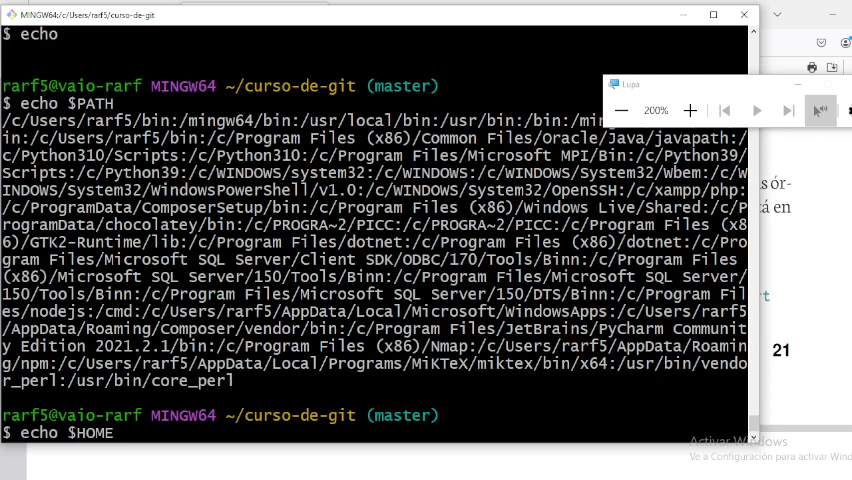 MINGW64:/c/Users/rarf5/curso-de-git
$ echo
rarf5@vaio-rarf MINGW64 ~/curso-de-git (master)
$ echo $PATH
/c/Users/rarf5/bin:/mingw64/bin:/usr/local/bin:/usr/bin:/bin:/min
in:/c/Users/rarf5/bin:/c/Program Files (x86)/Common Files/Oracle/Java/javapath:/
c/Python310/Scripts:/c/Python310:/c/Program Files/Microsoft MPI/Bin:/c/Python39/
Scripts:/c/Python39:/c/WINDOWS/system32:/c/WINDOWS:/c/WINDOWS/System32/Wbem:/c/W
INDOWS/System32/WindowsPowerShell/v1.0:/c/WINDOWS/System32/OpenSSH:/c/xampp/php:
/c/ProgramData/ComposerSetup/bin:/c/Program Files (x86)/Windows Live/Shared:/c/P
rogramData/chocolatey/bin:/c/PROGRA~2/PICC:/c/PROGRA~2/PICC:/c/Program Files (x8
6)/GTK2-Runtime/lib:/c/Program Files/dotnet:/c/Program Files (x86)/dotnet:/c/Pro
gram Files/Microsoft SQL Server/Client SDK/ODBC/170/Tools/Binn:/c/Program Files
(x86)/Microsoft SQL Server/150/Tools/Binn:/c/Program Files/Microsoft SQL Server/
150/Tools/Binn:/c/Program Files/Microsoft SQL Server/150/DTS/Binn:/c/Program Fil
es/nodejs:/cmd:/c/Users/rarf5/AppData/Local/Microsoft/WindowsApps:/c/Users/rarf5
/AppData/Roaming/Composer/vendor/bin:/c/Program Files/JetBrains/PyCharm Communit
y Edition 2021.2.1/bin:/c/Program Files (x86)/Nmap:/c/Users/rarf5/AppData/Roamin
g/npm:/c/Users/rarf5/AppData/Local/Programs/MiKTeX/miktex/bin/x64:/usr/bin/vendo
r_perl:/usr/bin/core_perl
rarf5@vaio-rarf MINGW64 ~/curso-de-git (master)
$ echo $HOME
Lupa
200%
s ór-
tá en
rt
21
Activar Windows
Ve a Configuración para activar Wind